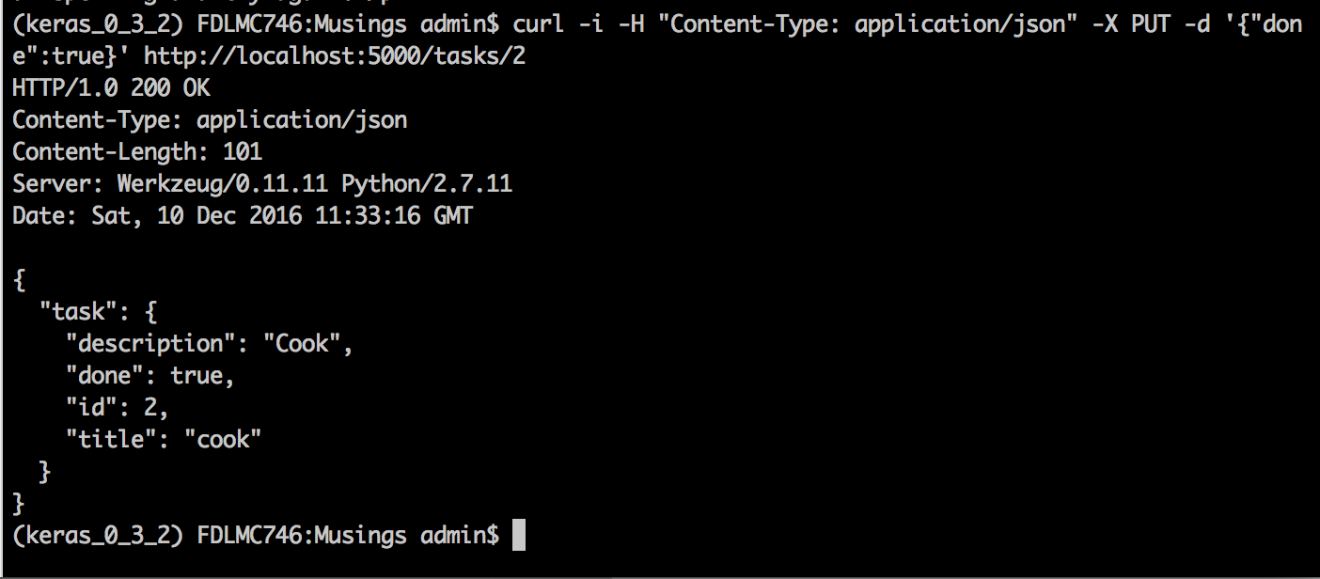 (keras_0_3_2) FDLMC746:Musings admin$ curl -i -H "Content-Type: application/json" -X PUT -d '{"don
e":true}' http://localhost:5000/tasks/2
HTTP/1.0 200 OK
Content-Type: application/json
Content-Length: 101
Server: Werkzeug/0.11.11 Python/2.7.11
Date: Sat, 10 Dec 2016 11:33:16 GMT

{
  "task": {
    "description": "Cook",
    "done": true,
    "id": 2,
    "title": "cook"
  }
}
(keras_0_3_2) FDLMC746:Musings admin$